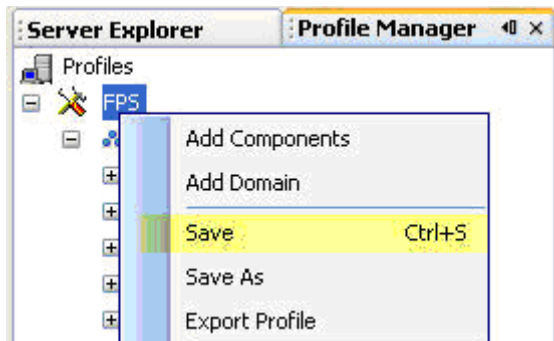 Server Explorer Profile Manager
Profiles
FPS
Add Components
Add Domain
Save Ctrl+S
Save As
Export Profile